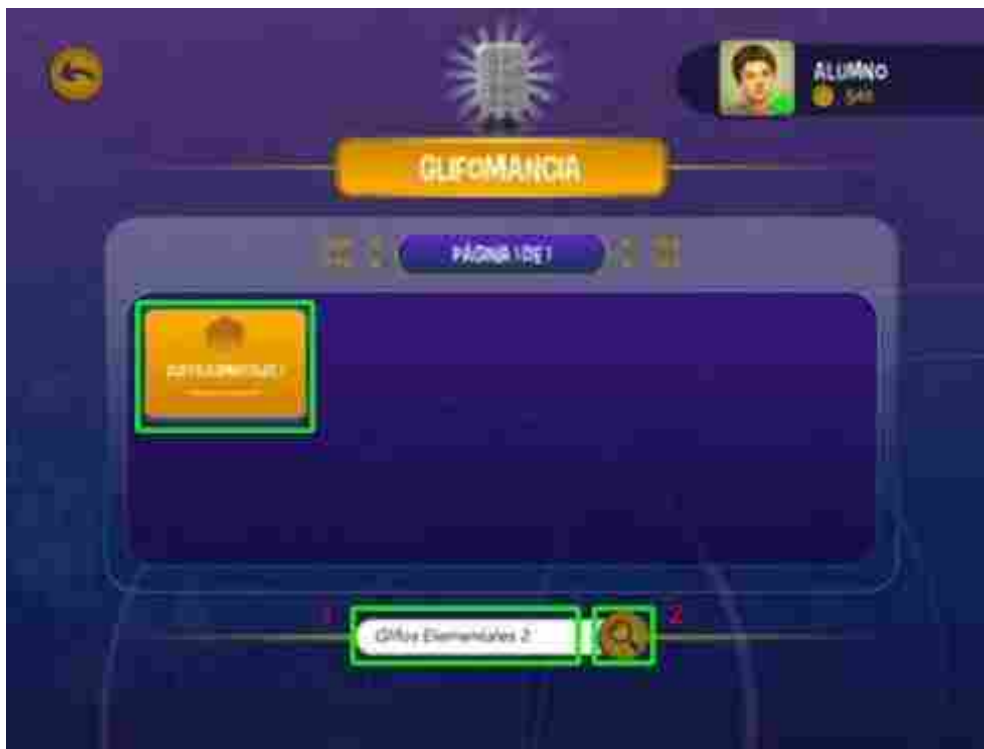 ALUMNO
GLIFOMANCIA
PÁGINA 1 DE 1
1
2
Glifos Elementales 2